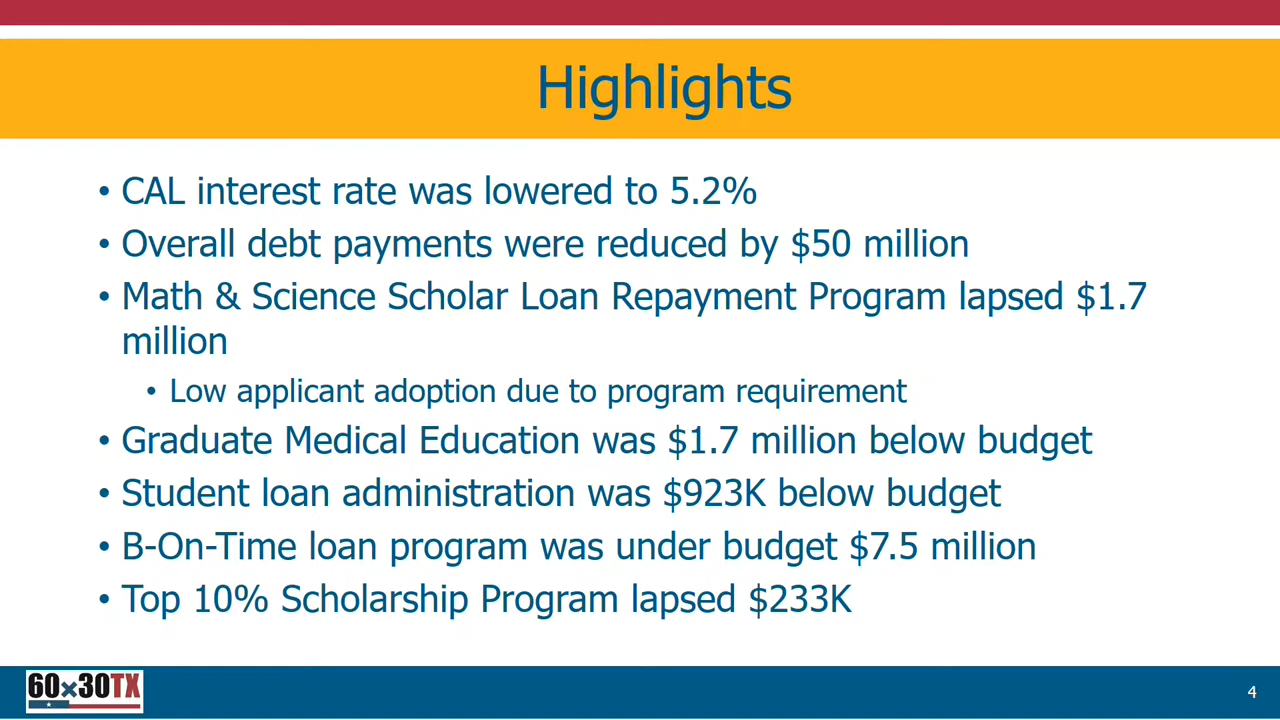 Highlights
• CAL interest rate was lowered to 5.2%
• Overall debt payments were reduced by $50 million
• Math & Science Scholar Loan Repayment Program lapsed $1.7
million
• Low applicant adoption due to program requirement
• Graduate Medical Education was $1.7 million below budget
• Student loan administration was $923K below budget
• B-On-Time loan program was under budget $7.5 million
• Top 10% Scholarship Program lapsed $233K
60x30TX
4